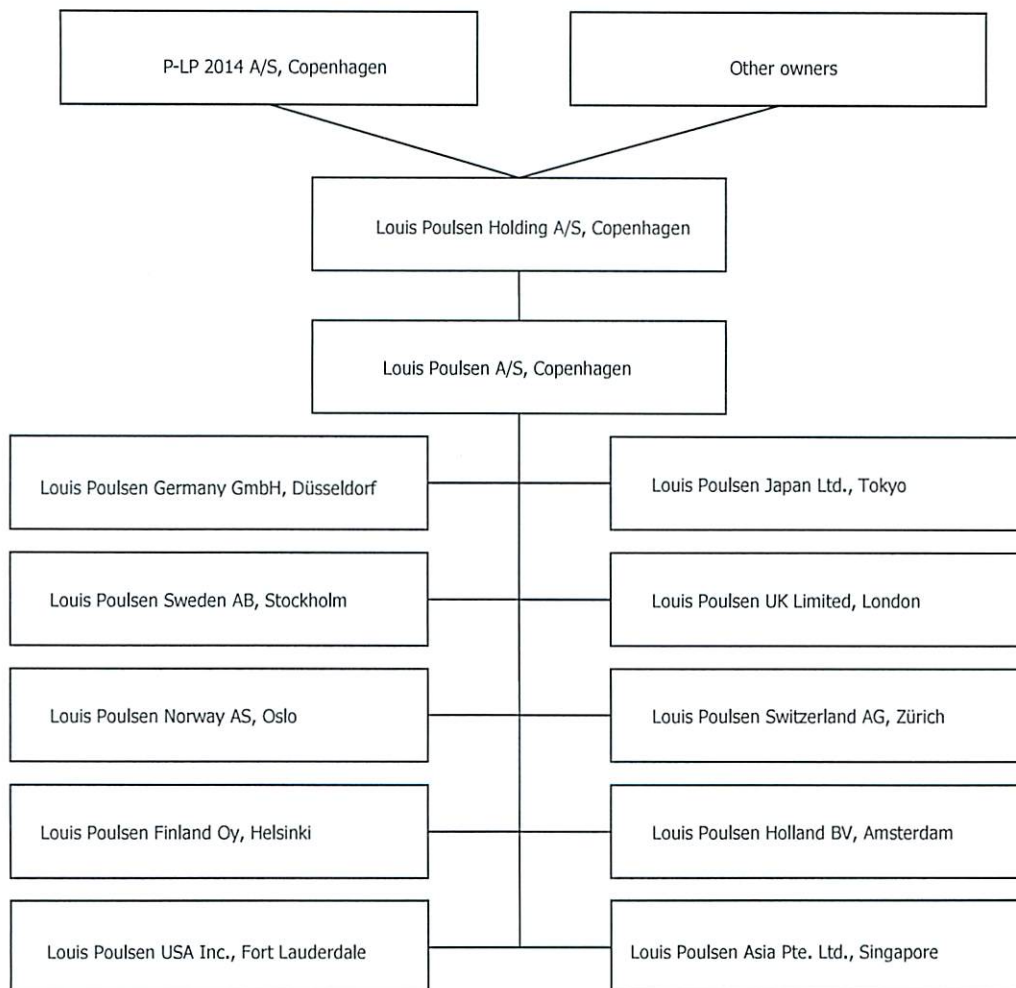 P-LP 2014 A/S, Copenhagen
Other owners
Louis Poulsen Holding A/S, Copenhagen
Louis Poulsen A/S, Copenhagen
Louis Poulsen Germany GmbH, Düsseldorf
Louis Poulsen Japan Ltd., Tokyo
Louis Poulsen Sweden AB, Stockholm
Louis Poulsen UK Limited, London
Louis Poulsen Norway AS, Oslo
Louis Poulsen Switzerland AG, Zürich
Louis Poulsen Finland Oy, Helsinki
Louis Poulsen Holland BV, Amsterdam
Louis Poulsen USA Inc., Fort Lauderdale
Louis Poulsen Asia Pte. Ltd., Singapore